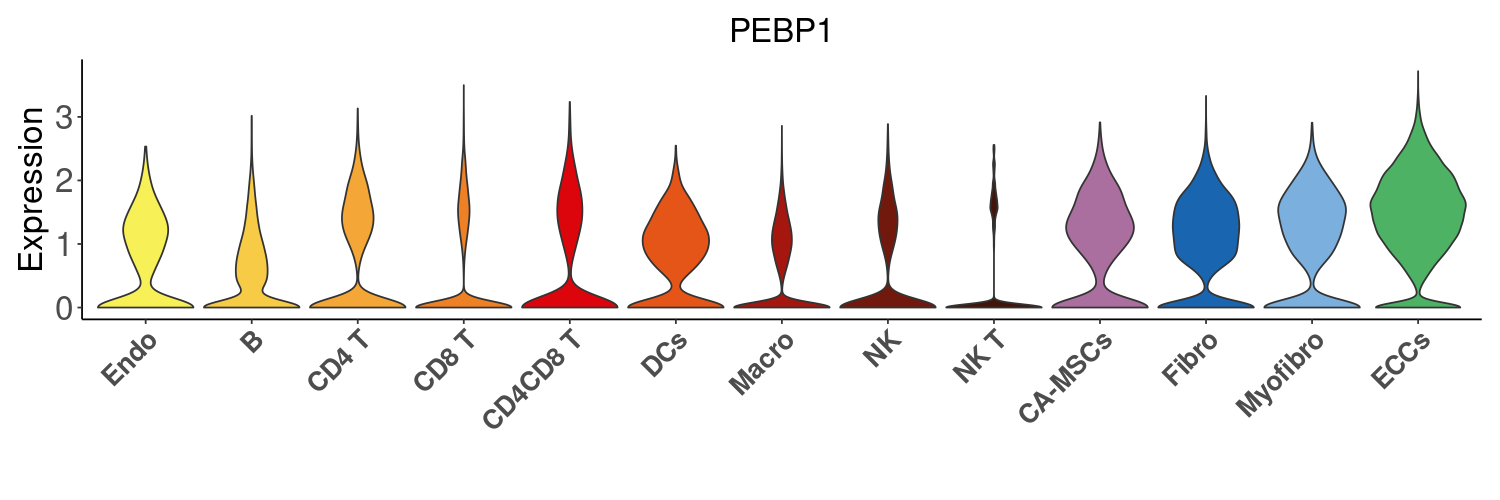 PEBP1
Expression
3
2
1
0
Endo
B
CD4 T
CD8 T
CD4CD8 T
DCs
Macro
NK
NK T
CA-MSCs
Fibro
Myofibro
ECCs